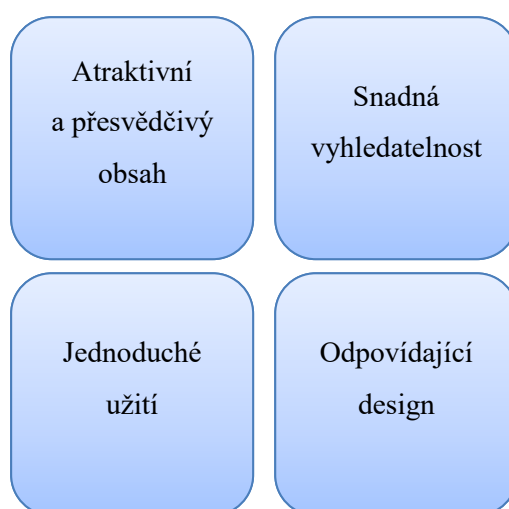 Atraktivní
a přesvědčivý
obsah
Snadná
vyhledatelnost
Jednoduché
užití
Odpovídající
design